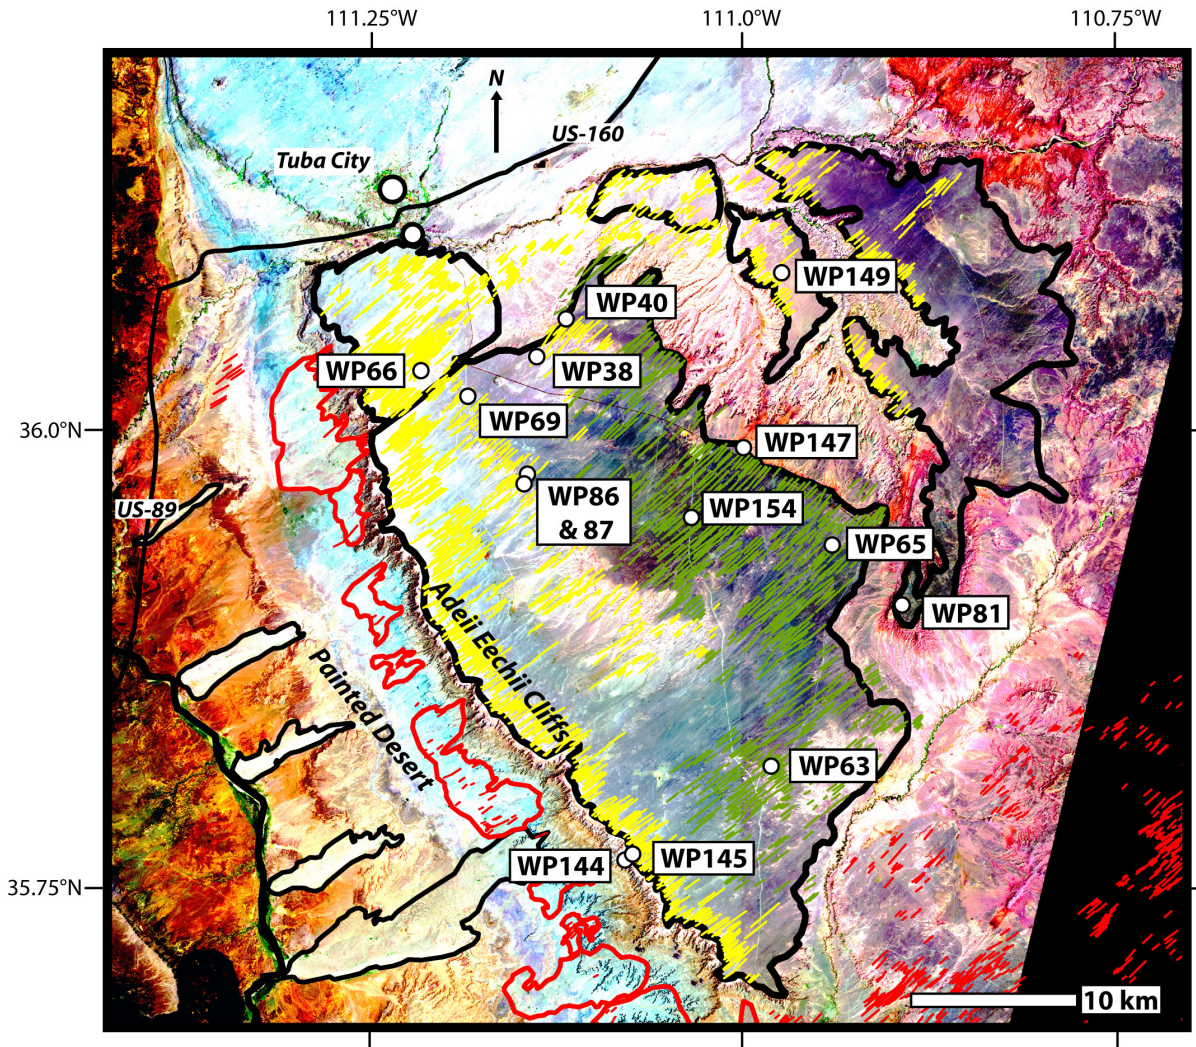 111.25°W
111.0°W
110.75°W
N
US-160
Tuba City
WP149
WP40
WP66
WP38
WP69
36.0°N
WP147
WP86
& 87
WP154
US-89
WP65
WP81
Adeii Eechii Cliffs
Painted Desert
WP63
WP144
WP145
35.75°N
10 km